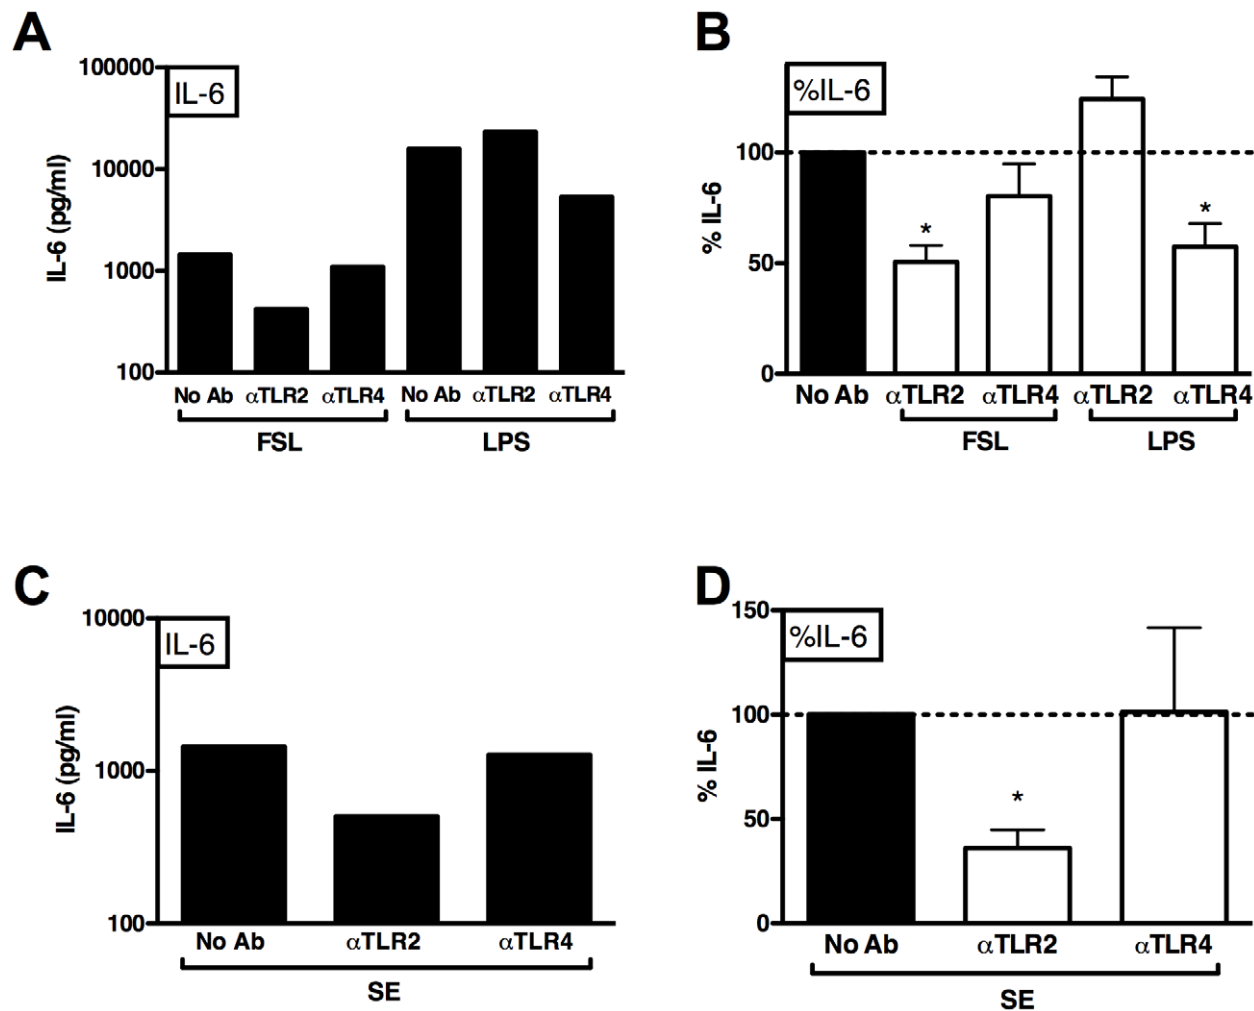 A
100000
IL-6
10000
1000
100
IL-6 (pg/ml)
No Ab αTLR2 αTLR4 No Ab αTLR2 αTLR4
FSL LPS
B
%IL-6
100
50
0
% IL-6
*
*
No Ab αTLR2 αTLR4 αTLR2 αTLR4
FSL LPS
C
10000
IL-6
1000
100
IL-6 (pg/ml)
No Ab αTLR2 αTLR4
SE
D
150
%IL-6
100
50
0
% IL-6
*
No Ab αTLR2 αTLR4
SE